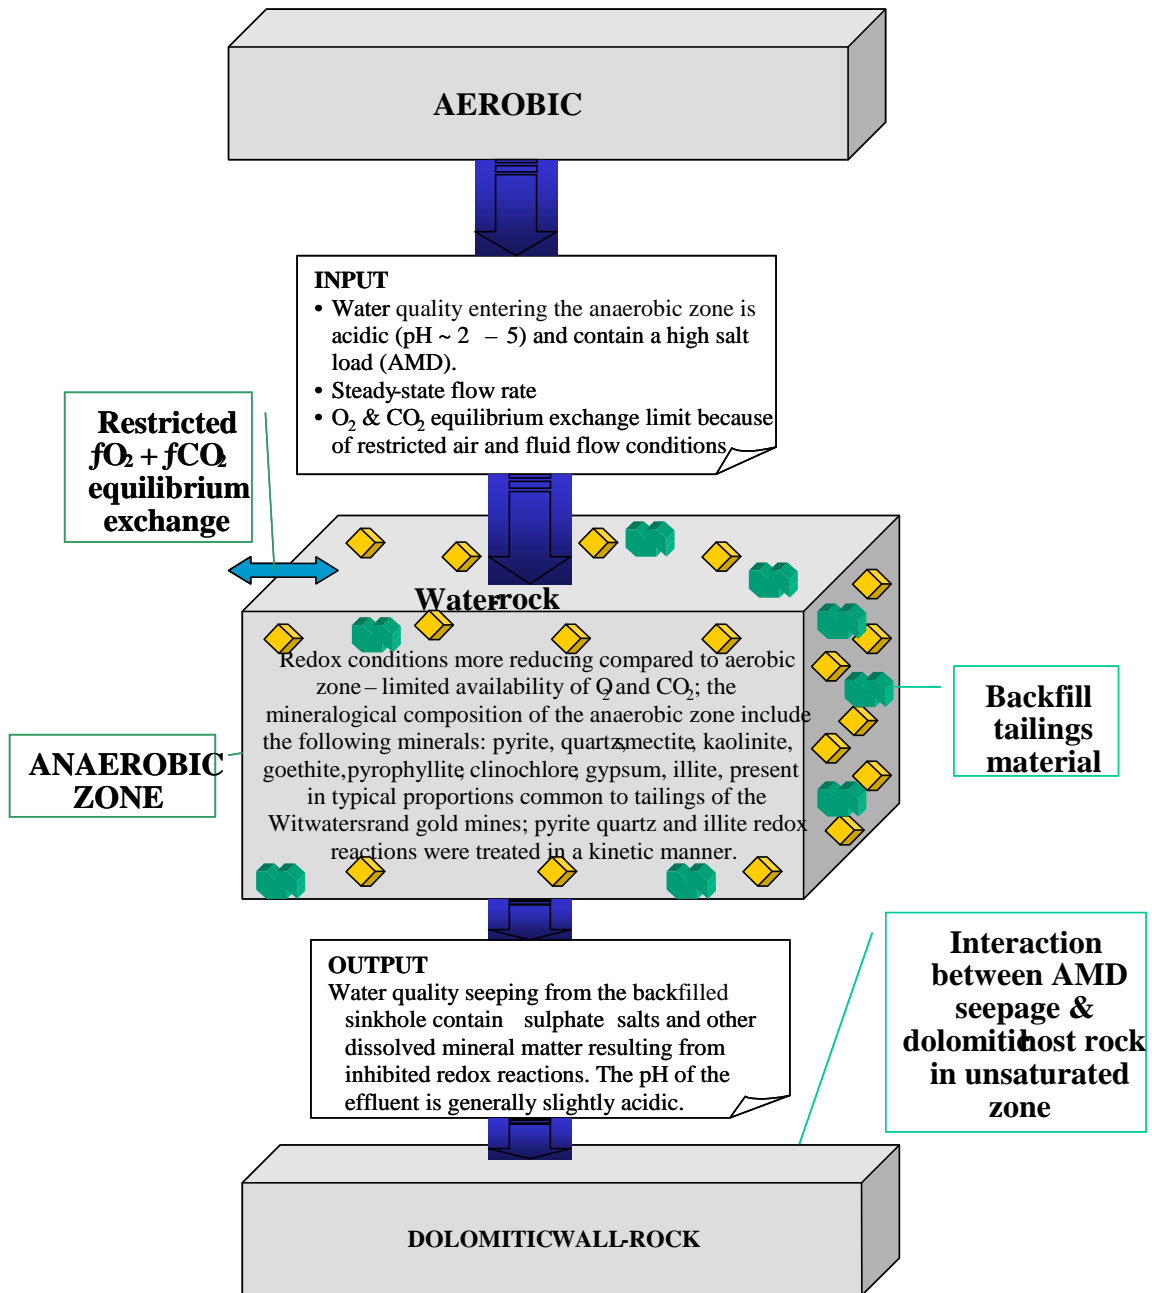 AEROBIC
INPUT
• Water quality entering the anaerobic zone is
acidic (pH ~ 2 – 5) and contain a high salt
load (AMD).
• Steady-state flow rate
• O₂ & CO₂ equilibrium exchange limit because
of restricted air and fluid flow conditions
Restricted
fO₂ + fCO₂
equilibrium
exchange
Water-rock
Redox conditions more reducing compared to aerobic
zone – limited availability of O₂ and CO₂; the
mineralogical composition of the anaerobic zone include
the following minerals: pyrite, quartz, smectite, kaolinite,
goethite, pyrophyllite, clinochlore, gypsum, illite, present
in typical proportions common to tailings of the
Witwatersrand gold mines; pyrite quartz and illite redox
reactions were treated in a kinetic manner.
ANAEROBIC
ZONE
Backfill
tailings
material
OUTPUT
Water quality seeping from the backfilled
sinkhole contain sulphate salts and other
dissolved mineral matter resulting from
inhibited redox reactions. The pH of the
effluent is generally slightly acidic.
Interaction
between AMD
seepage &
dolomitic host rock
in unsaturated
zone
DOLOMITIC WALL-ROCK